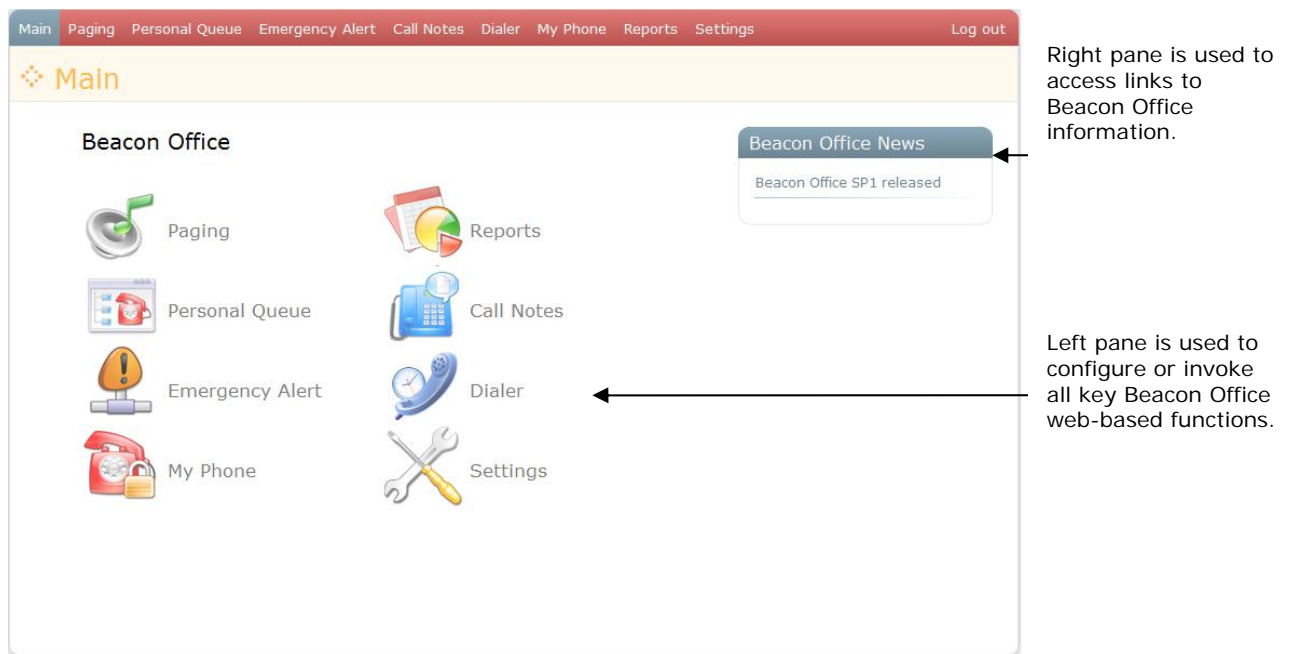 Main Paging Personal Queue Emergency Alert Call Notes Dialer My Phone Reports Settings Log out
Main
Beacon Office
Paging
Reports
Personal Queue
Call Notes
Emergency Alert
Dialer
My Phone
Settings
Beacon Office News
Beacon Office SP1 released
Right pane is used to
access links to
Beacon Office
information.
Left pane is used to
configure or invoke
all key Beacon Office
web-based functions.